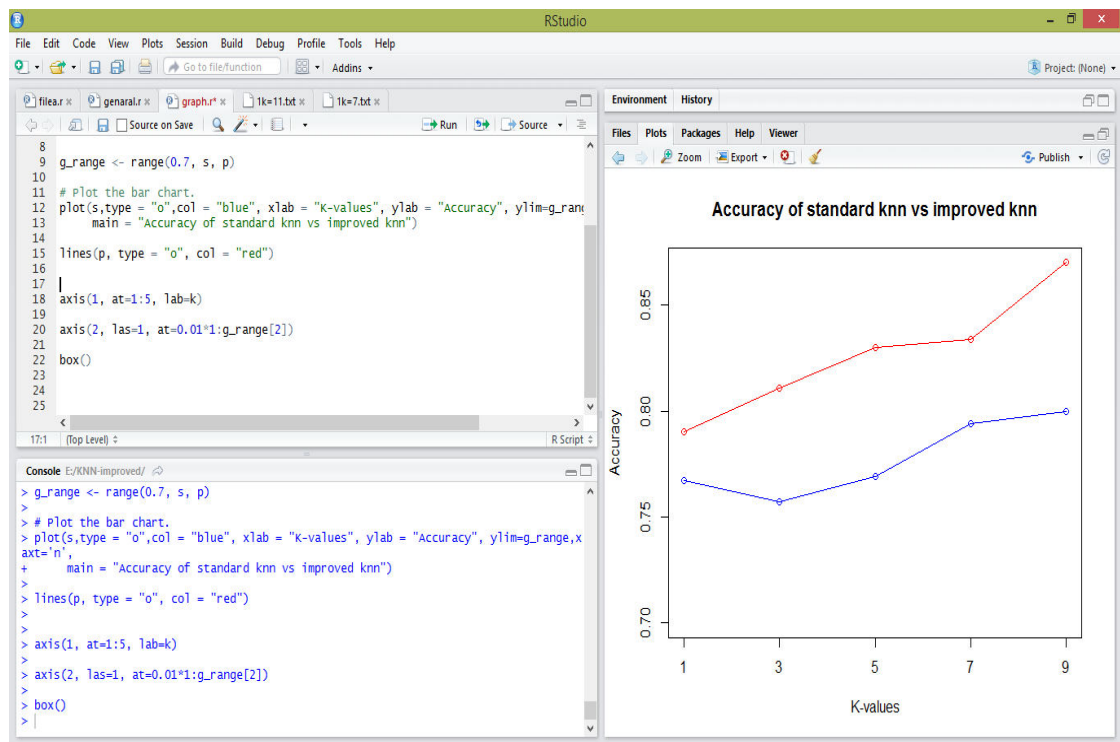 RStudio
File Edit Code View Plots Session Build Debug Profile Tools Help
Go to file/function Addins Project: (None)
filea.r genaral.r graph.r* 1k=11.txt 1k=7.txt
Source on Save Run Source
8
9 g_range <- range(0.7, s, p)
10
11 # Plot the bar chart.
12 plot(s,type = "o",col = "blue", xlab = "K-values", ylab = "Accuracy", ylim=g_rang
13 main = "Accuracy of standard knn vs improved knn")
14
15 lines(p, type = "o", col = "red")
16
17
18 axis(1, at=1:5, lab=k)
19
20 axis(2, las=1, at=0.01*1:g_range[2])
21
22 box()
23
24
25
17:1 (Top Level) R Script
Console E:/KNN-improved/
> g_range <- range(0.7, s, p)
>
> # Plot the bar chart.
> plot(s,type = "o",col = "blue", xlab = "K-values", ylab = "Accuracy", ylim=g_range,x
axt='n',
+ main = "Accuracy of standard knn vs improved knn")
>
> lines(p, type = "o", col = "red")
>
>
> axis(1, at=1:5, lab=k)
>
> axis(2, las=1, at=0.01*1:g_range[2])
>
> box()
>
Environment History
Files Plots Packages Help Viewer
Zoom Export Publish
Accuracy of standard knn vs improved knn
Accuracy
0.85
0.80
0.75
0.70
1 3 5 7 9
K-values